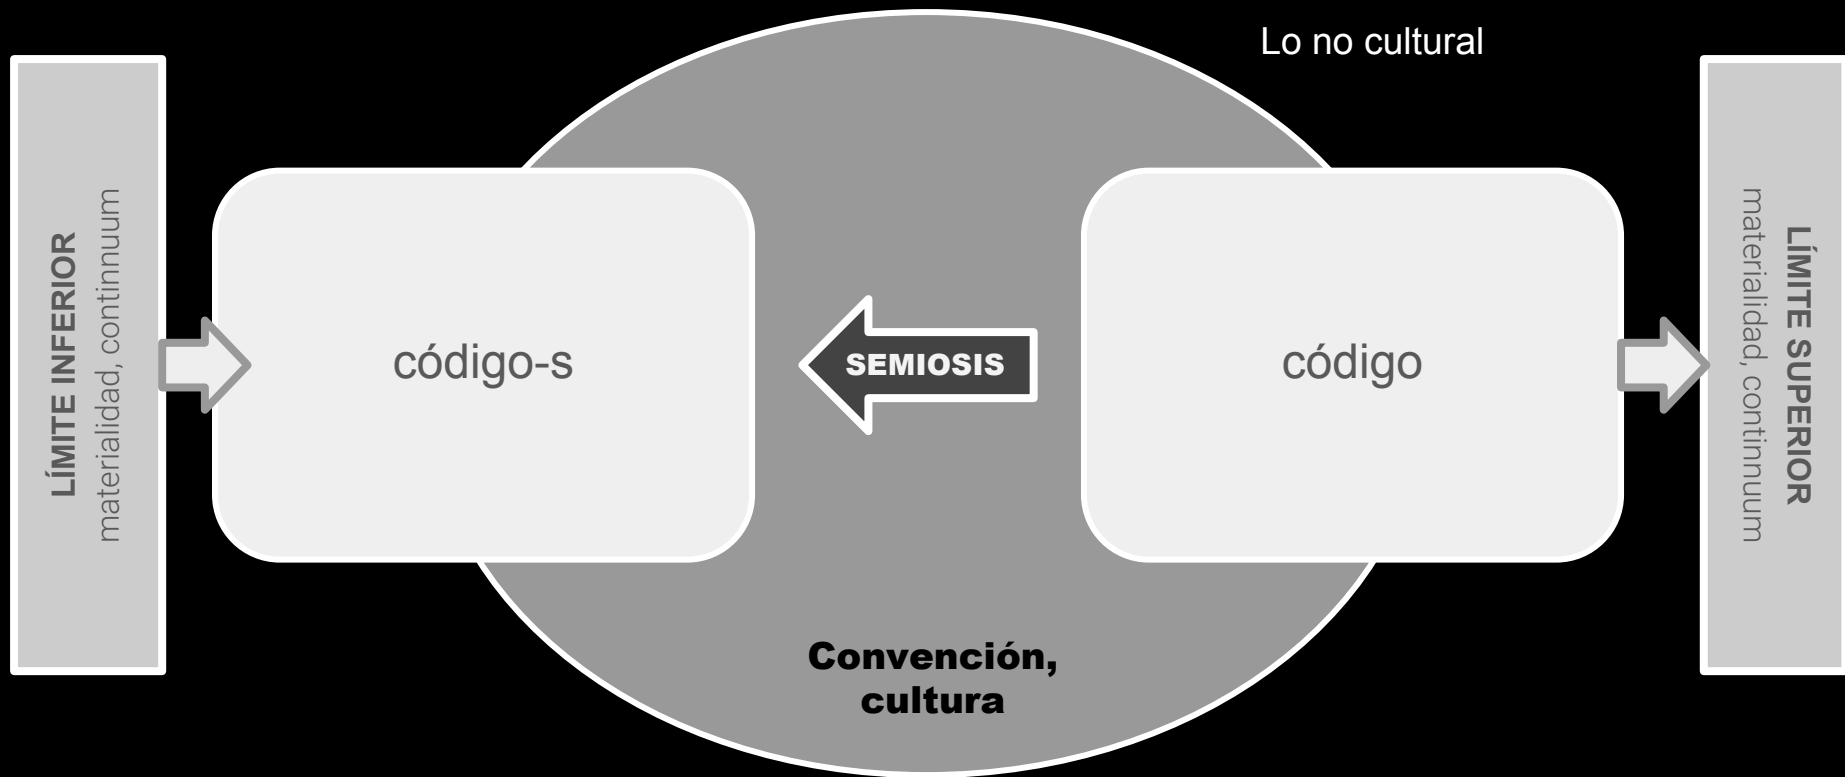 Lo no cultural
LÍMITE INFERIOR
materialidad, continnuum
código-s
SEMIOSIS
código
LÍMITE SUPERIOR
materialidad, continnuum
Convención,
cultura